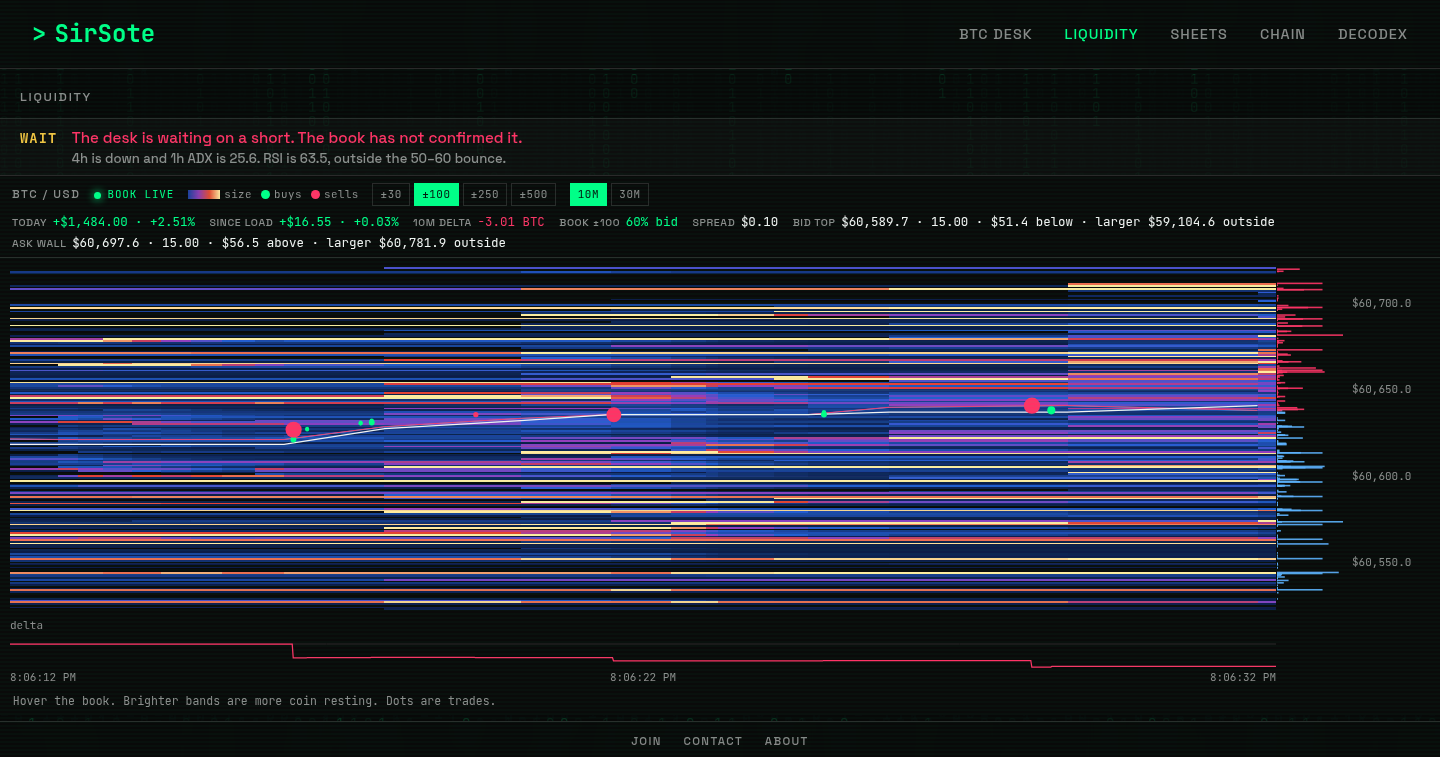 > SirSote
BTC DESK LIQUIDITY SHEETS CHAIN DECODEX
LIQUIDITY
WAIT The desk is waiting on a short. The book has not confirmed it.
4h is down and 1h ADX is 25.6. RSI is 63.5, outside the 50–60 bounce.
BTC / USD BOOK LIVE size buys sells ±30 ±100 ±250 ±500 10M 30M
TODAY +$1,484.00 · +2.51% SINCE LOAD +$16.55 · +0.03% 10M DELTA -3.01 BTC BOOK ±100 60% bid SPREAD $0.10 BID TOP $60,589.7 · 15.00 · $51.4 below · larger $59,104.6 outside
ASK WALL $60,697.6 · 15.00 · $56.5 above · larger $60,781.9 outside
$60,700.0
$60,650.0
$60,600.0
$60,550.0
delta
8:06:12 PM 8:06:22 PM 8:06:32 PM
Hover the book. Brighter bands are more coin resting. Dots are trades.
JOIN CONTACT ABOUT